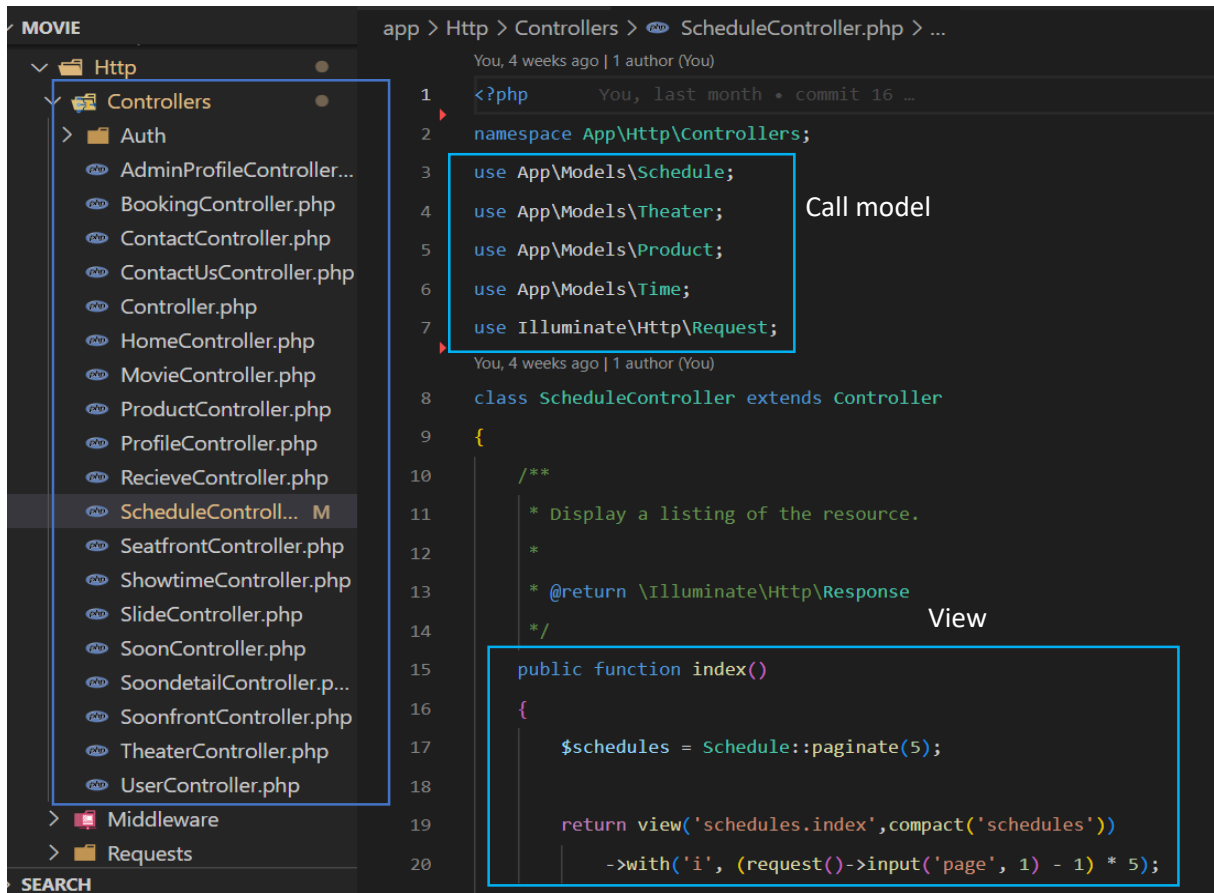 MOVIE
Http
Controllers
Auth
AdminProfileController...
BookingController.php
ContactController.php
ContactUsController.php
Controller.php
HomeController.php
MovieController.php
ProductController.php
ProfileController.php
RecieveController.php
ScheduleControll... M
SeatfrontController.php
ShowtimeController.php
SlideController.php
SoonController.php
SoondetailController.p...
SoonfrontController.php
TheaterController.php
UserController.php
Middleware
Requests
SEARCH
app > Http > Controllers > php ScheduleController.php > ...
You, 4 weeks ago | 1 author (You)
1 <?php You, last month • commit 16 …
2 namespace App\Http\Controllers;
3 use App\Models\Schedule;
4 use App\Models\Theater;
Call model
5 use App\Models\Product;
6 use App\Models\Time;
7 use Illuminate\Http\Request;
You, 4 weeks ago | 1 author (You)
8 class ScheduleController extends Controller
9 {
10 /**
11 * Display a listing of the resource.
12 *
13 * @return \Illuminate\Http\Response
View
14 */
15 public function index()
16 {
17 $schedules = Schedule::paginate(5);
18
19 return view('schedules.index',compact('schedules'))
20 ->with('i', (request()->input('page', 1) - 1) * 5);